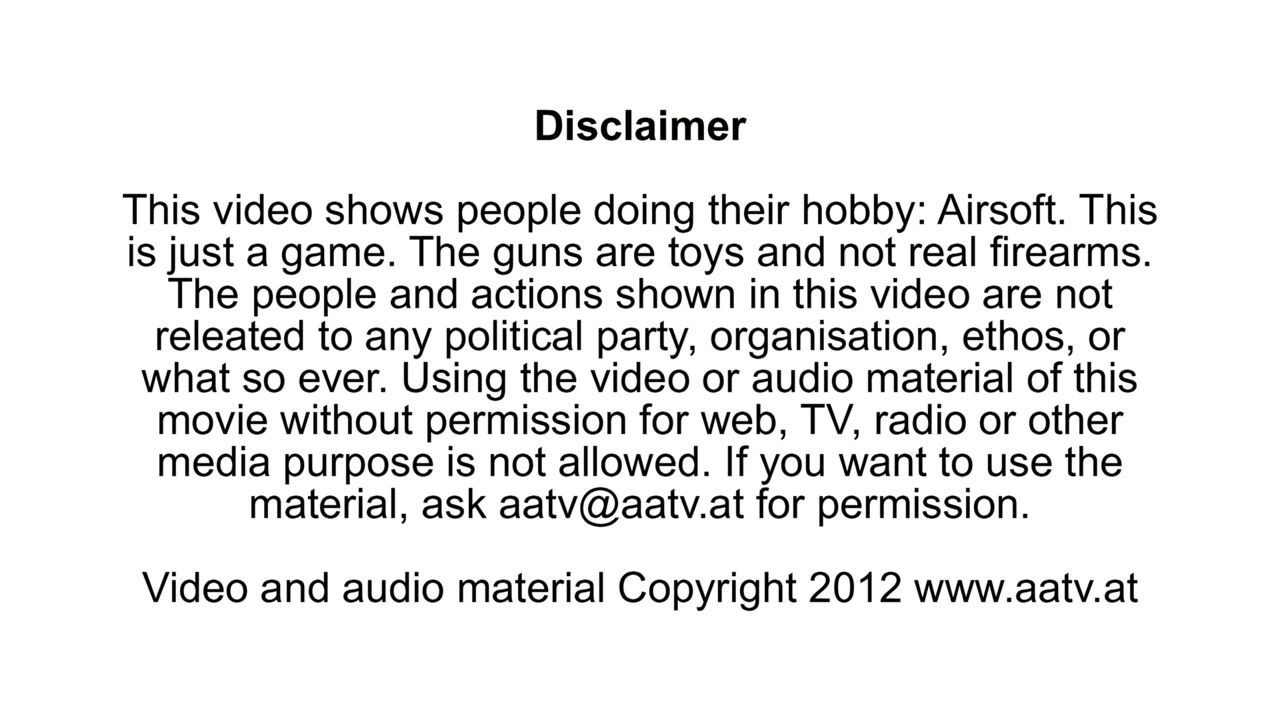 Disclaimer
This video shows people doing their hobby: Airsoft. This
is just a game. The guns are toys and not real firearms.
The people and actions shown in this video are not
releated to any political party, organisation, ethos, or
what so ever. Using the video or audio material of this
movie without permission for web, TV, radio or other
media purpose is not allowed. If you want to use the
material, ask aatv@aatv.at for permission.
Video and audio material Copyright 2012 www.aatv.at